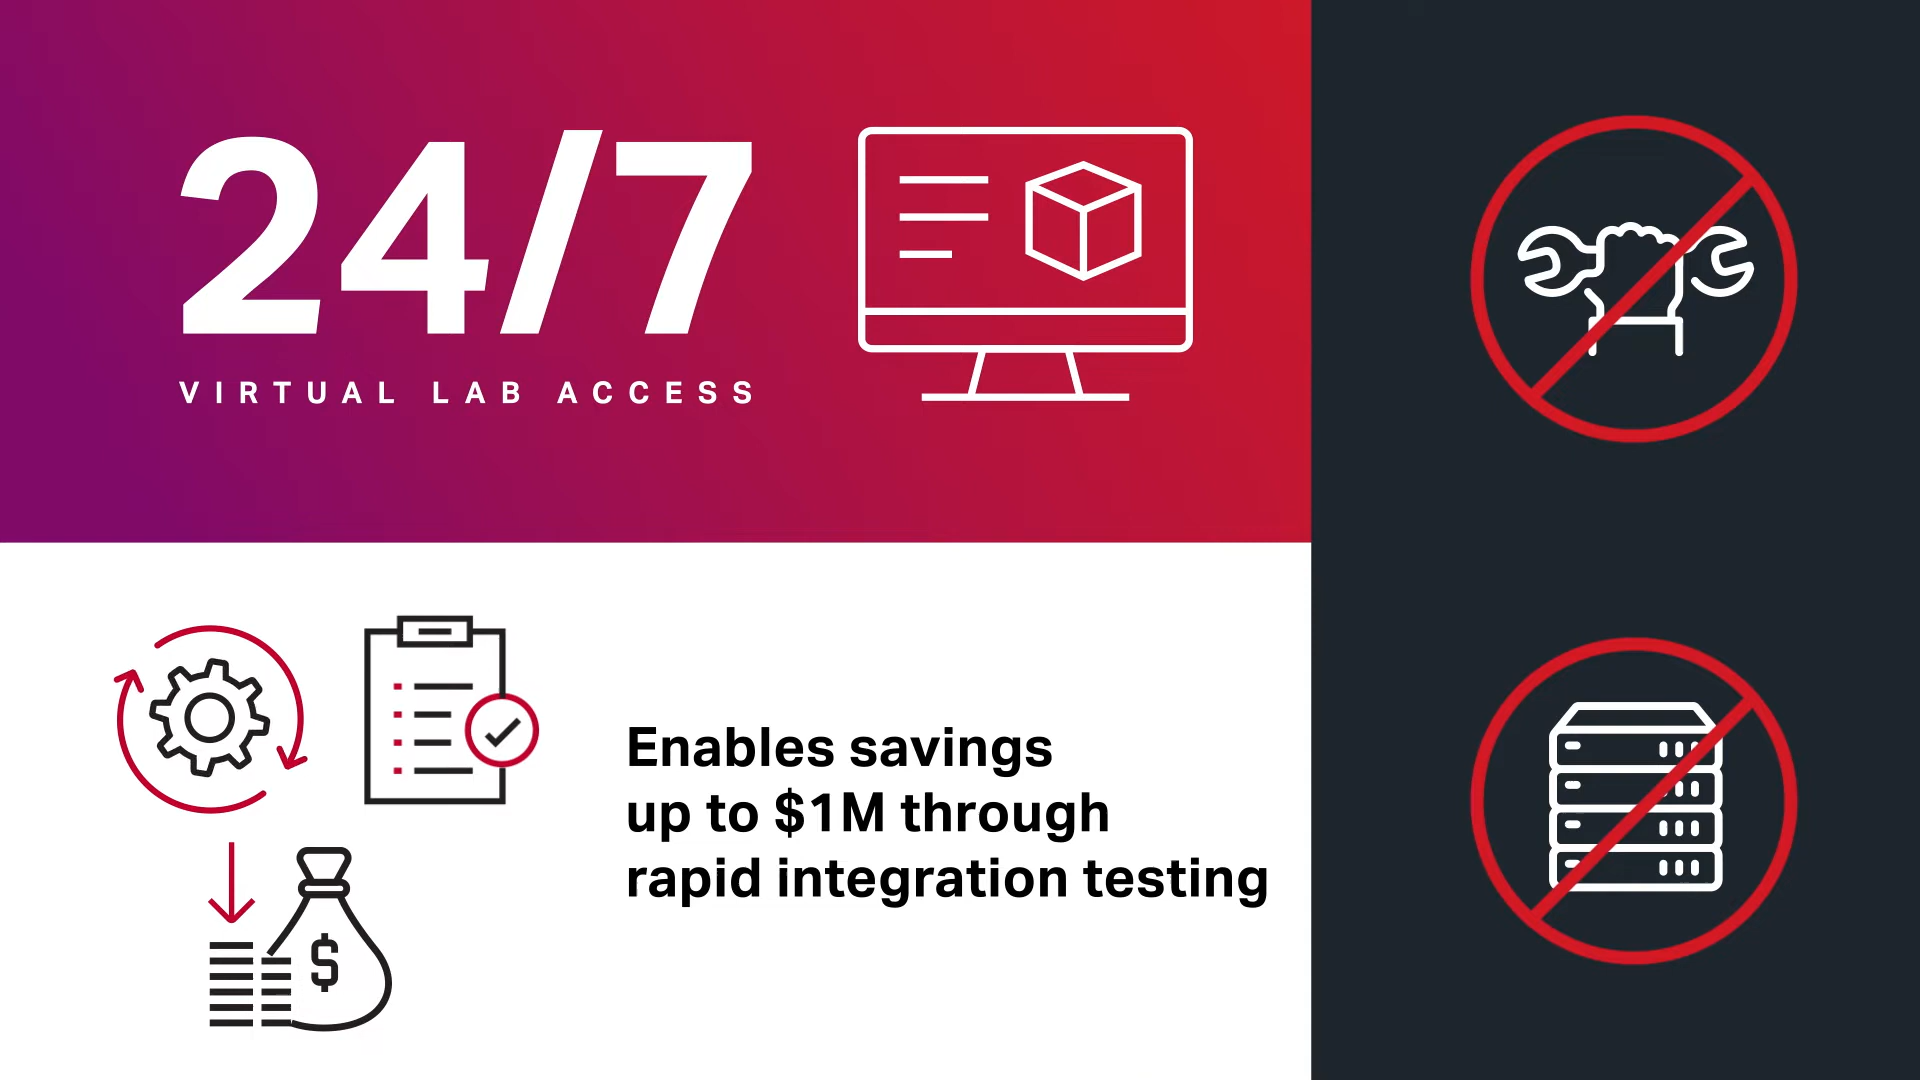 24/7
VIRTUAL LAB ACCESS
Enables savings
up to $1M through
rapid integration testing
$